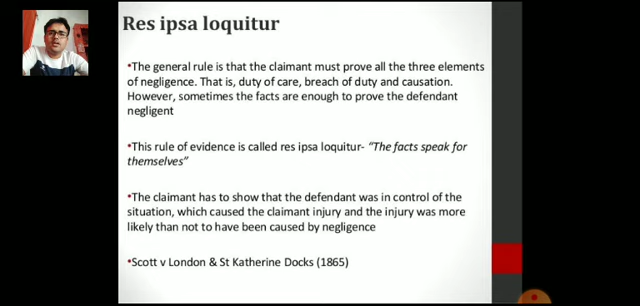 Res ipsa loquitur
•The general rule is that the claimant must prove all the three elements
of negligence. That is, duty of care, breach of duty and causation.
However, sometimes the facts are enough to prove the defendant
negligent
•This rule of evidence is called res ipsa loquitur- “The facts speak for
themselves”
•The claimant has to show that the defendant was in control of the
situation, which caused the claimant injury and the injury was more
likely than not to have been caused by negligence
•Scott v London & St Katherine Docks (1865)